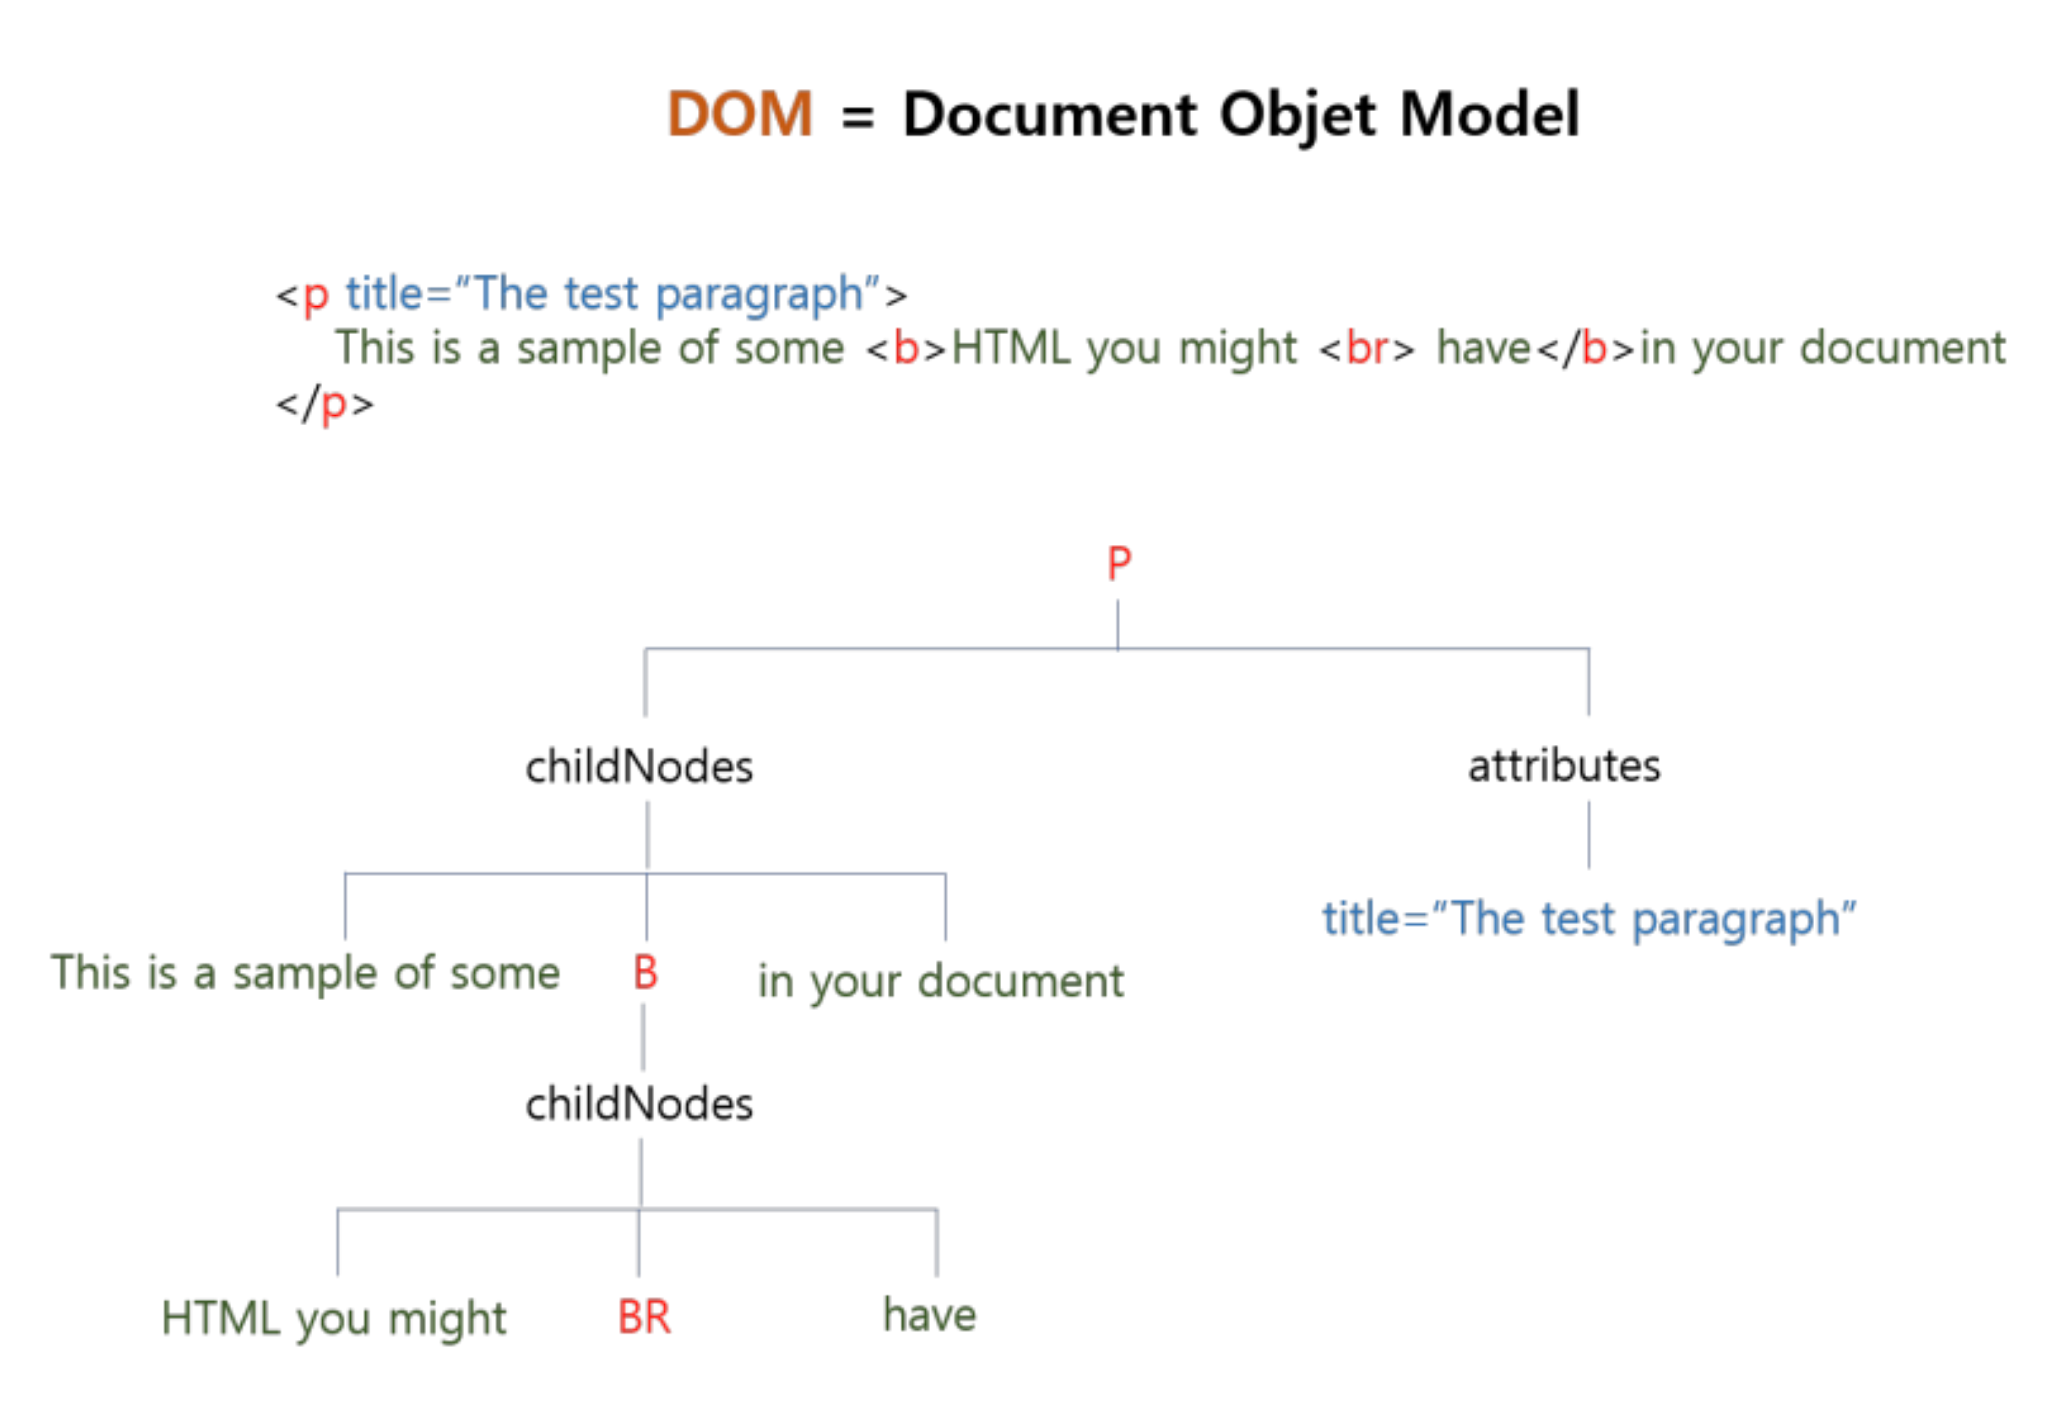 DOM = Document Objet Model
<p title="The test paragraph">
This is a sample of some <b>HTML you might <br> have</b>in your document
</p>
P
childNodes
attributes
This is a sample of some
B
in your document
title="The test paragraph"
childNodes
HTML you might
BR
have